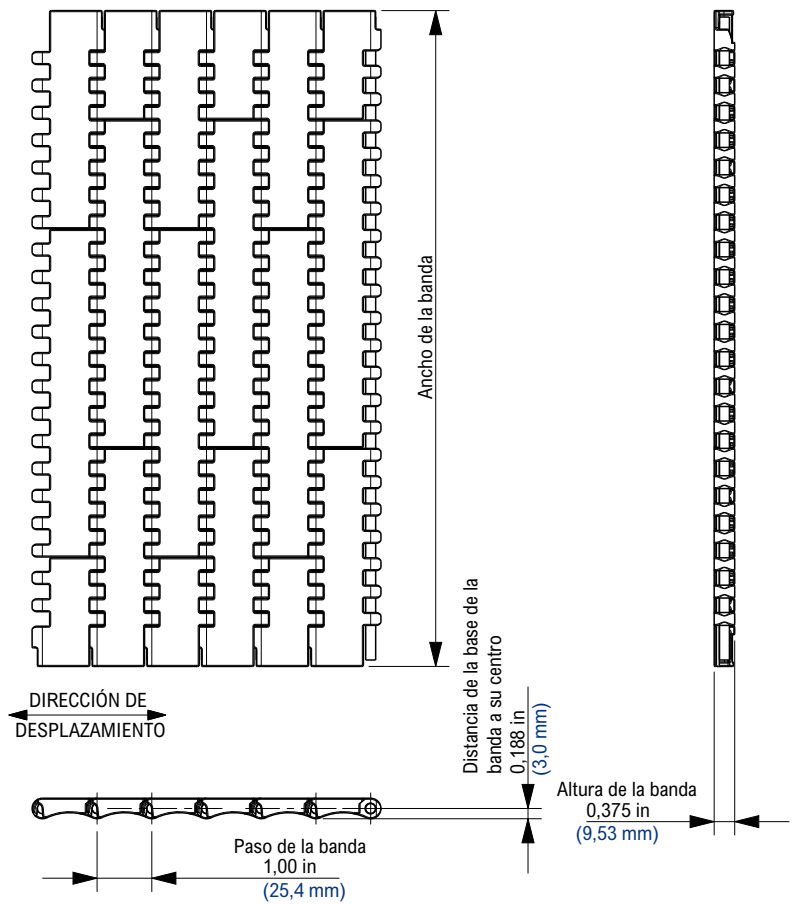 Ancho de la banda
DIRECCIÓN DE
DESPLAZAMIENTO
Distancia de la base de la
banda a su centro
0,188 in
(3,0 mm)
Altura de la banda
0,375 in
(9,53 mm)
Paso de la banda
1,00 in
(25,4 mm)